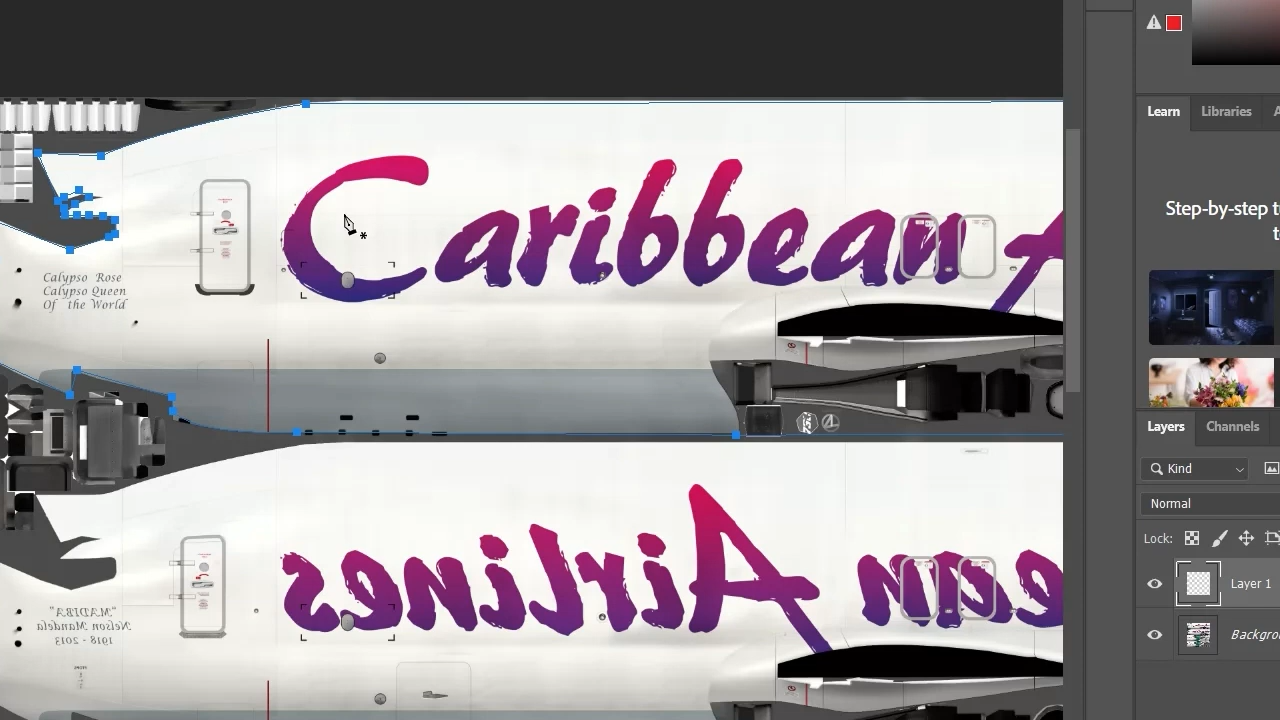 Learn Libraries
Step-by-step
Caribbean
Calypso Rose
Calypso Queen
Of the World
Layers Channels
Kind
Normal
Lock:
Layer 1
Airlines
"MADIBA"
Nelson Mandela
1918 - 2013